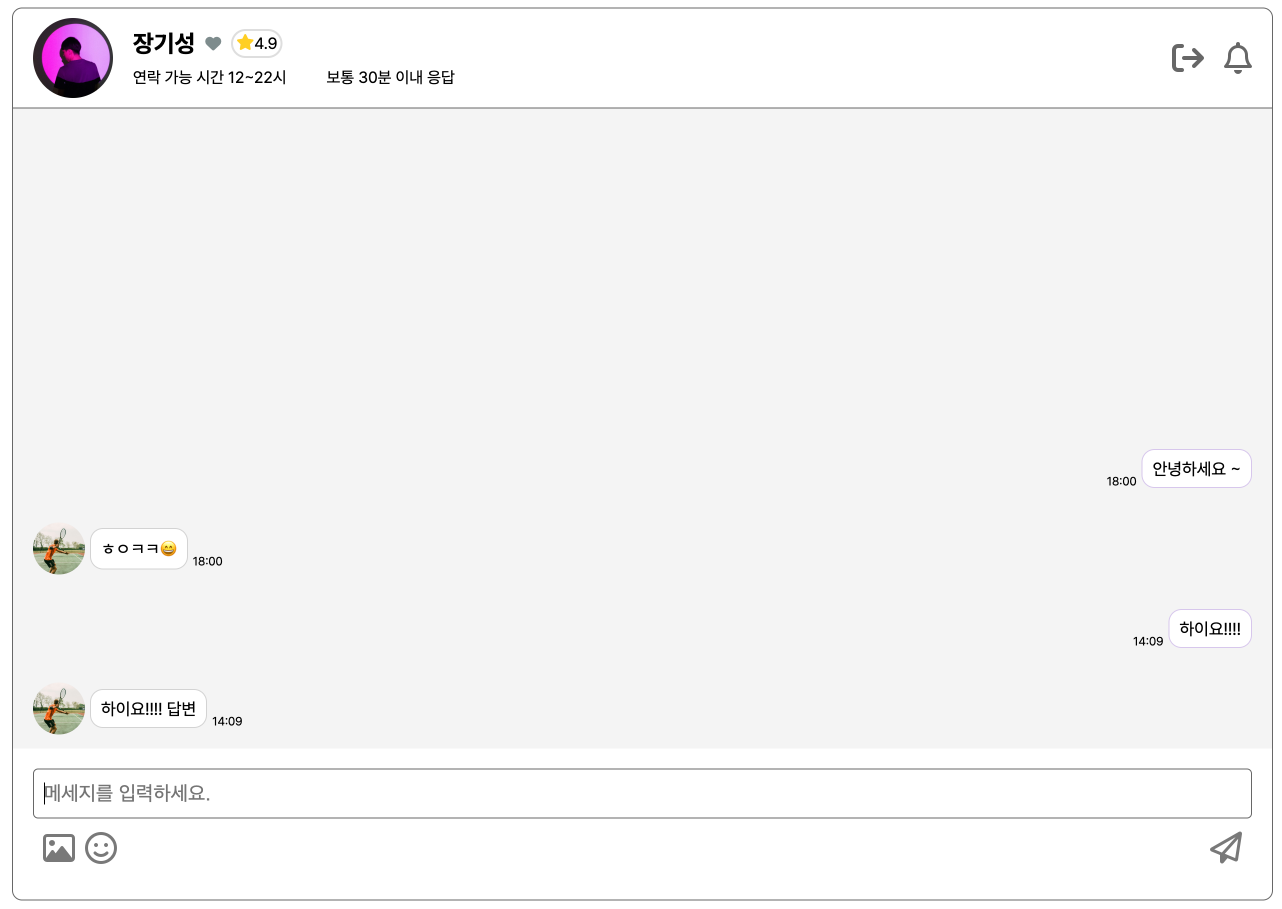 장기성 4.9
연락 가능 시간 12~22시 보통 30분 이내 응답
18:00 안녕하세요 ~
ㅎㅇㅋㅋ😄 18:00
14:09 하이요!!!!
하이요!!!! 답변 14:09
메세지를 입력하세요.